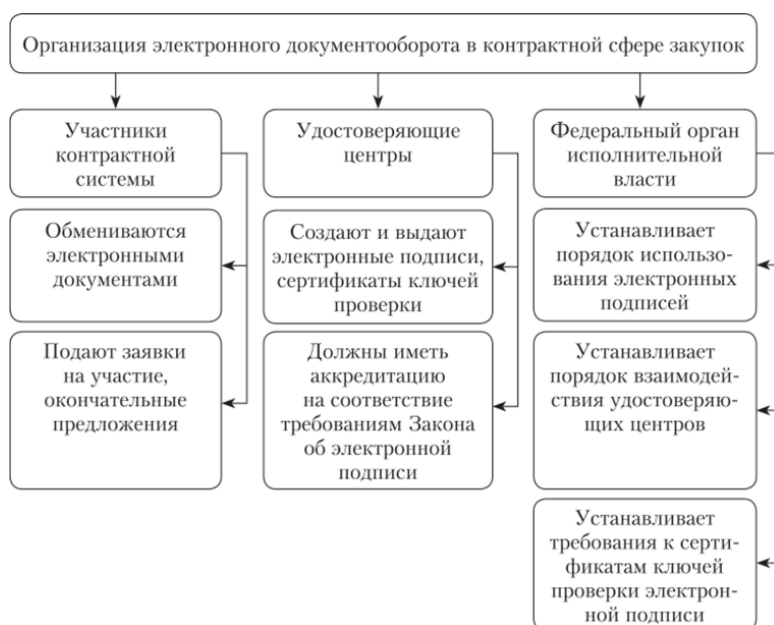 Организация электронного документооборота в контрактной сфере закупок
Участники
контрактной
системы
Обмениваются
электронными
документами
Подают заявки
на участие,
окончательные
предложения
Удостоверяющие
центры
Создают и выдают
электронные подписи,
сертификаты ключей
проверки
Должны иметь
аккредитацию
на соответствие
требованиям Закона
об электронной
подписи
Федеральный орган
исполнительной
власти
Устанавливает
порядок использо-
вания электронных
подписей
Устанавливает
порядок взаимодей-
ствия удостоверяю-
щих центров
Устанавливает
требования к серти-
фикатам ключей
проверки электрон-
ной подписи